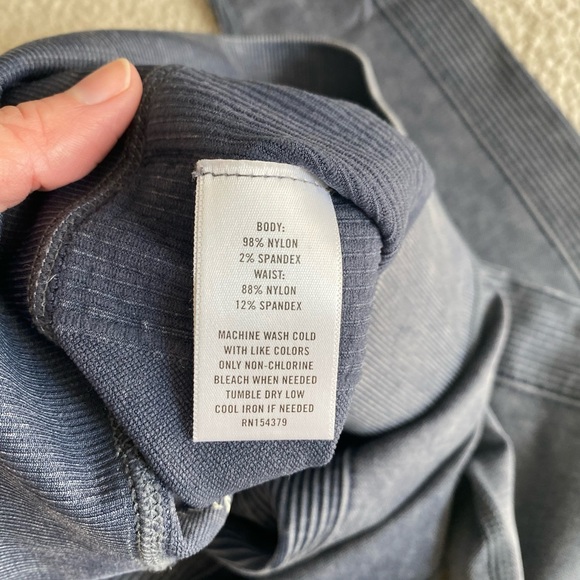 BODY:
98% NYLON
2% SPANDEX
WAIST:
88% NYLON
12% SPANDEX
MACHINE WASH COLD
WITH LIKE COLORS
ONLY NON-CHLORINE
BLEACH WHEN NEEDED
TUMBLE DRY LOW
COOL IRON IF NEEDED
RN154379